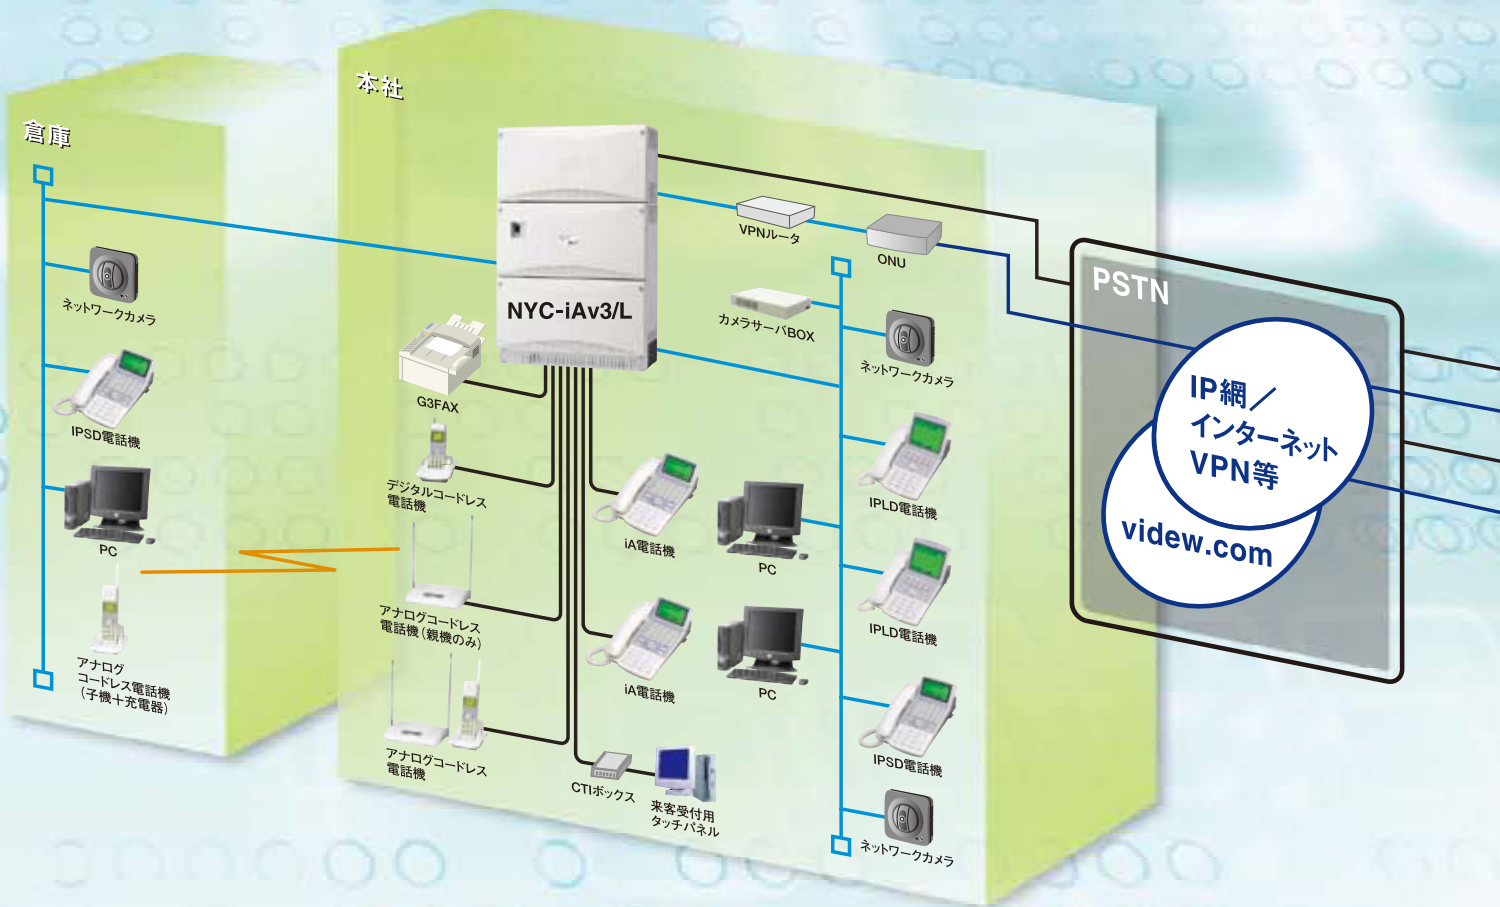 倉庫
ネットワークカメラ
IPSD電話機
PC
アナログ
コードレス電話機
(子機＋充電器)
本社
NYC-iAv3/L
G3FAX
デジタルコードレス
電話機
アナログコードレス
電話機(親機のみ)
アナログコードレス
電話機
iA電話機
iA電話機
PC
PC
CTIボックス
来客受付用
タッチパネル
VPNルータ
ONU
カメラサーバBOX
ネットワークカメラ
IPLD電話機
IPLD電話機
IPSD電話機
ネットワークカメラ
PSTN
IP網／
インターネット
VPN等
videw.com